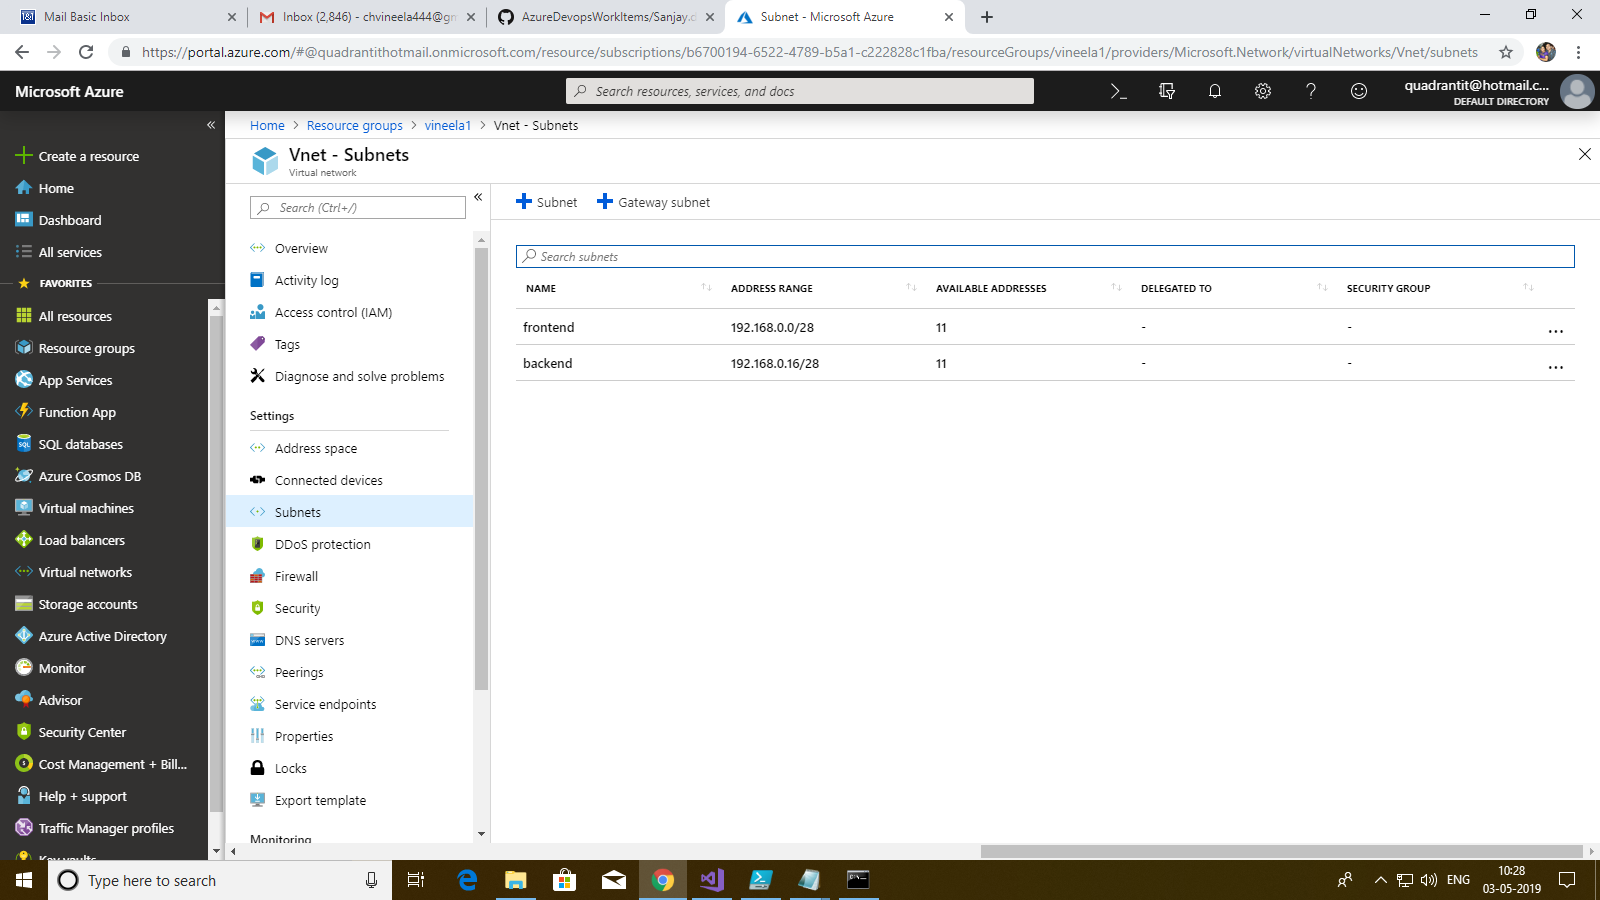 Mail Basic Inbox
Inbox (2,846) - chvineela444@gm
AzureDevopsWorkItems/Sanjay.c
Subnet - Microsoft Azure
https://portal.azure.com/#@quadrantithotmail.onmicrosoft.com/resource/subscriptions/b6700194-6522-4789-b5a1-c222828c1fba/resourceGroups/vineela1/providers/Microsoft.Network/virtualNetworks/Vnet/subnets
Microsoft Azure
Search resources, services, and docs
quadrantit@hotmail.c...
DEFAULT DIRECTORY
Create a resource
Home
Dashboard
All services
FAVORITES
All resources
Resource groups
App Services
Function App
SQL databases
Azure Cosmos DB
Virtual machines
Load balancers
Virtual networks
Storage accounts
Azure Active Directory
Monitor
Advisor
Security Center
Cost Management + Bill...
Help + support
Traffic Manager profiles
Key vaults
Home > Resource groups > vineela1 > Vnet - Subnets
Vnet - Subnets
Virtual network
Search (Ctrl+/)
Overview
Activity log
Access control (IAM)
Tags
Diagnose and solve problems
Settings
Address space
Connected devices
Subnets
DDoS protection
Firewall
Security
DNS servers
Peerings
Service endpoints
Properties
Locks
Export template
Monitoring
Subnet
Gateway subnet
Search subnets
NAME ADDRESS RANGE AVAILABLE ADDRESSES DELEGATED TO SECURITY GROUP
frontend 192.168.0.0/28 11 - - ...
backend 192.168.0.16/28 11 - - ...
Type here to search
ENG
10:28
03-05-2019